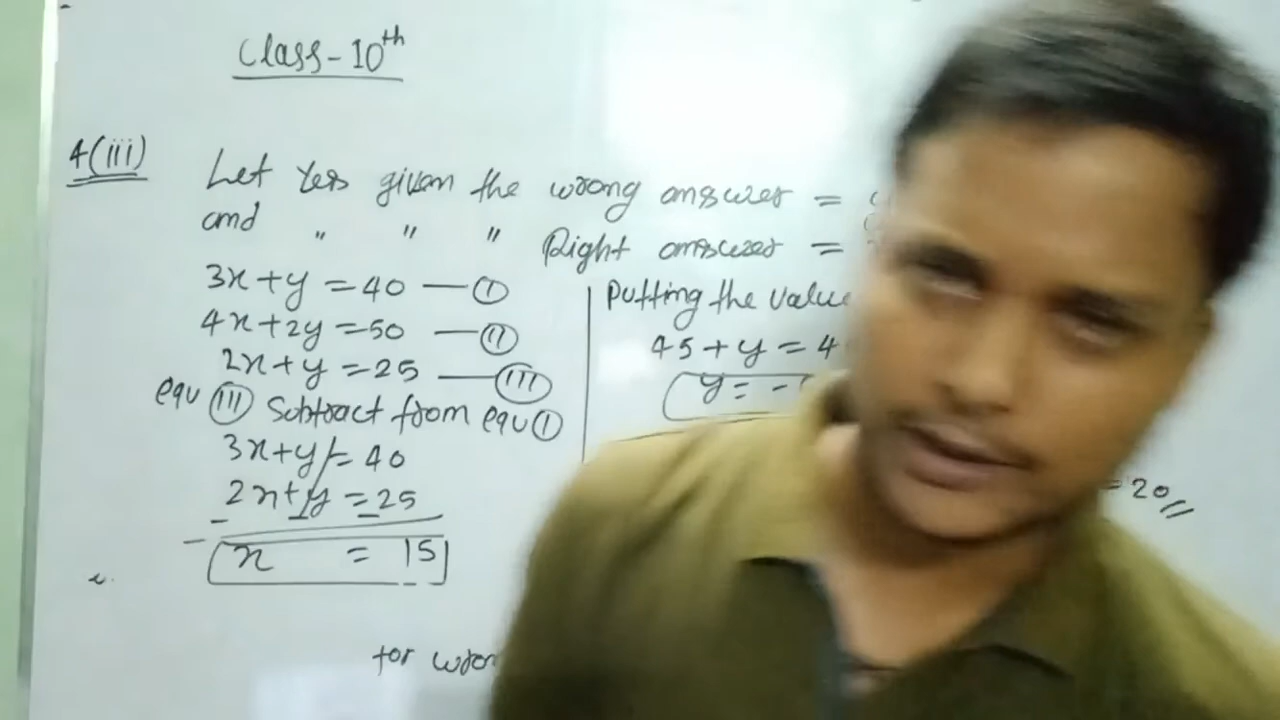 Class-10th
4(iii)
Let Yes given the wrong answer =
and " " " Right answer =
3x+y=40 — (I)
4x+2y=50 — (II)
2x+y=25 — (III)
equ (III) Subtract from equ (I)
3x+y=40
2x+y=25
- - -
x = 15
Putting the value
45+y=4
y= -
= 20//
for wron